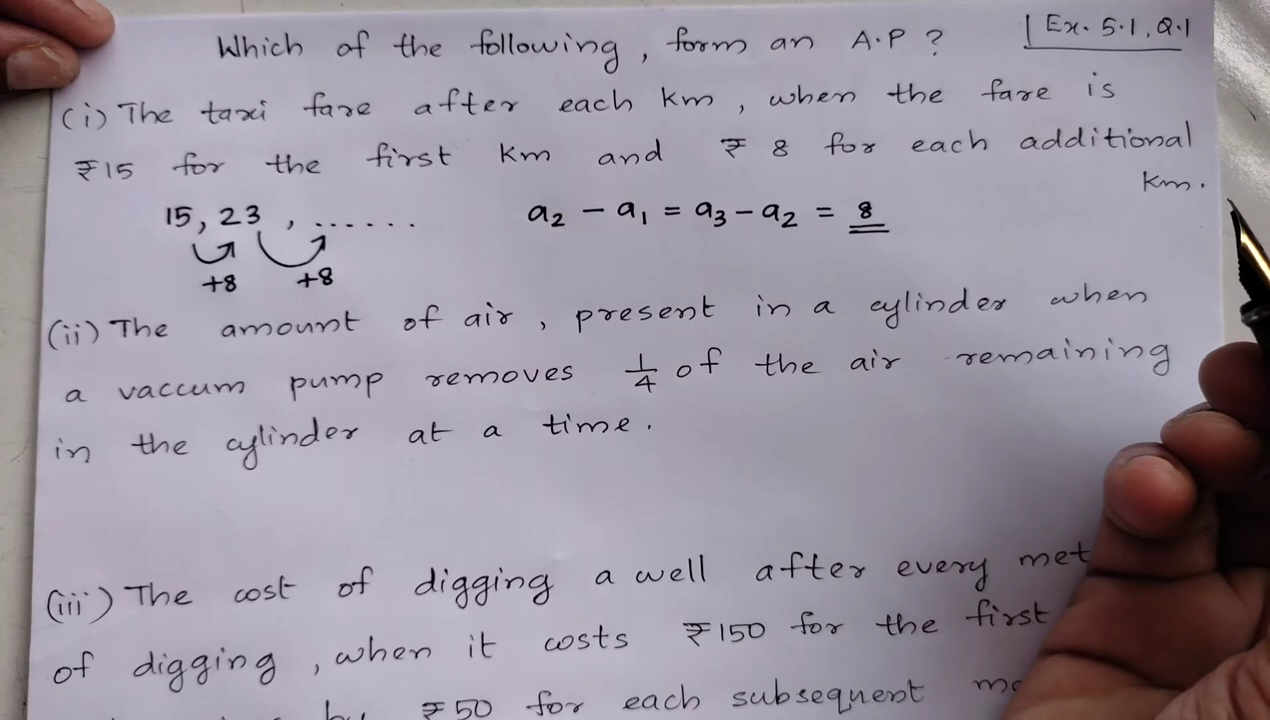 Which of the following, form an A.P ? Ex. 5.1, Q.1
(i) The taxi fare after each km, when the fare is
₹15 for the first km and ₹ 8 for each additional
km.
15, 23, ...... a₂ - a₁ = a₃ - a₂ = 8
+8 +8
(ii) The amount of air, present in a cylinder when
a vaccum pump removes 1/4 of the air remaining
in the cylinder at a time.
(iii) The cost of digging a well after every met
of digging, when it costs ₹150 for the first
by ₹50 for each subsequent m